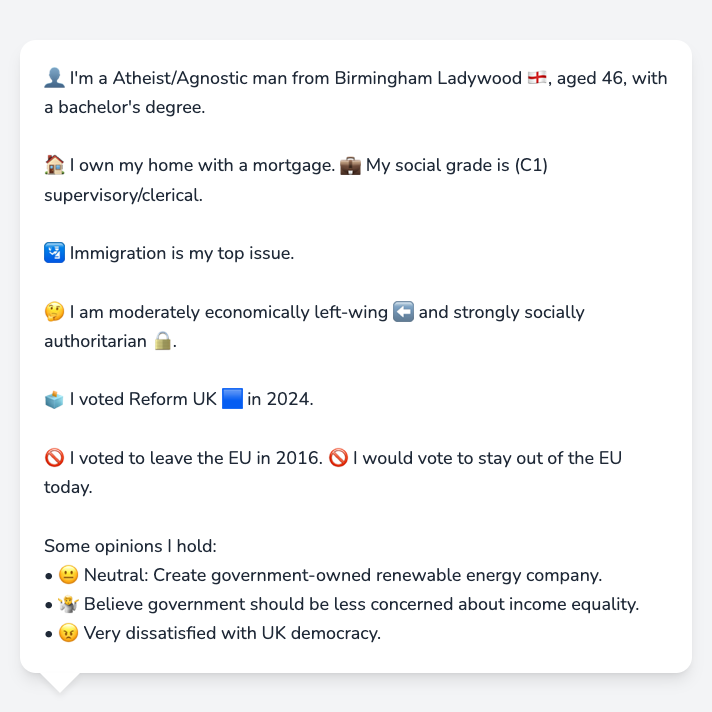 👤 I'm a Atheist/Agnostic man from Birmingham Ladywood 🏴󠁧󠁢󠁥󠁮󠁧󠁿, aged 46, with
a bachelor's degree.
🏠 I own my home with a mortgage. 💼 My social grade is (C1)
supervisory/clerical.
🛂 Immigration is my top issue.
🤔 I am moderately economically left-wing ⬅️ and strongly socially
authoritarian 🔒.
🗳️ I voted Reform UK 🟦 in 2024.
🚫 I voted to leave the EU in 2016. 🚫 I would vote to stay out of the EU
today.
Some opinions I hold:
• 😐 Neutral: Create government-owned renewable energy company.
• 🤷 Believe government should be less concerned about income equality.
• 😠 Very dissatisfied with UK democracy.